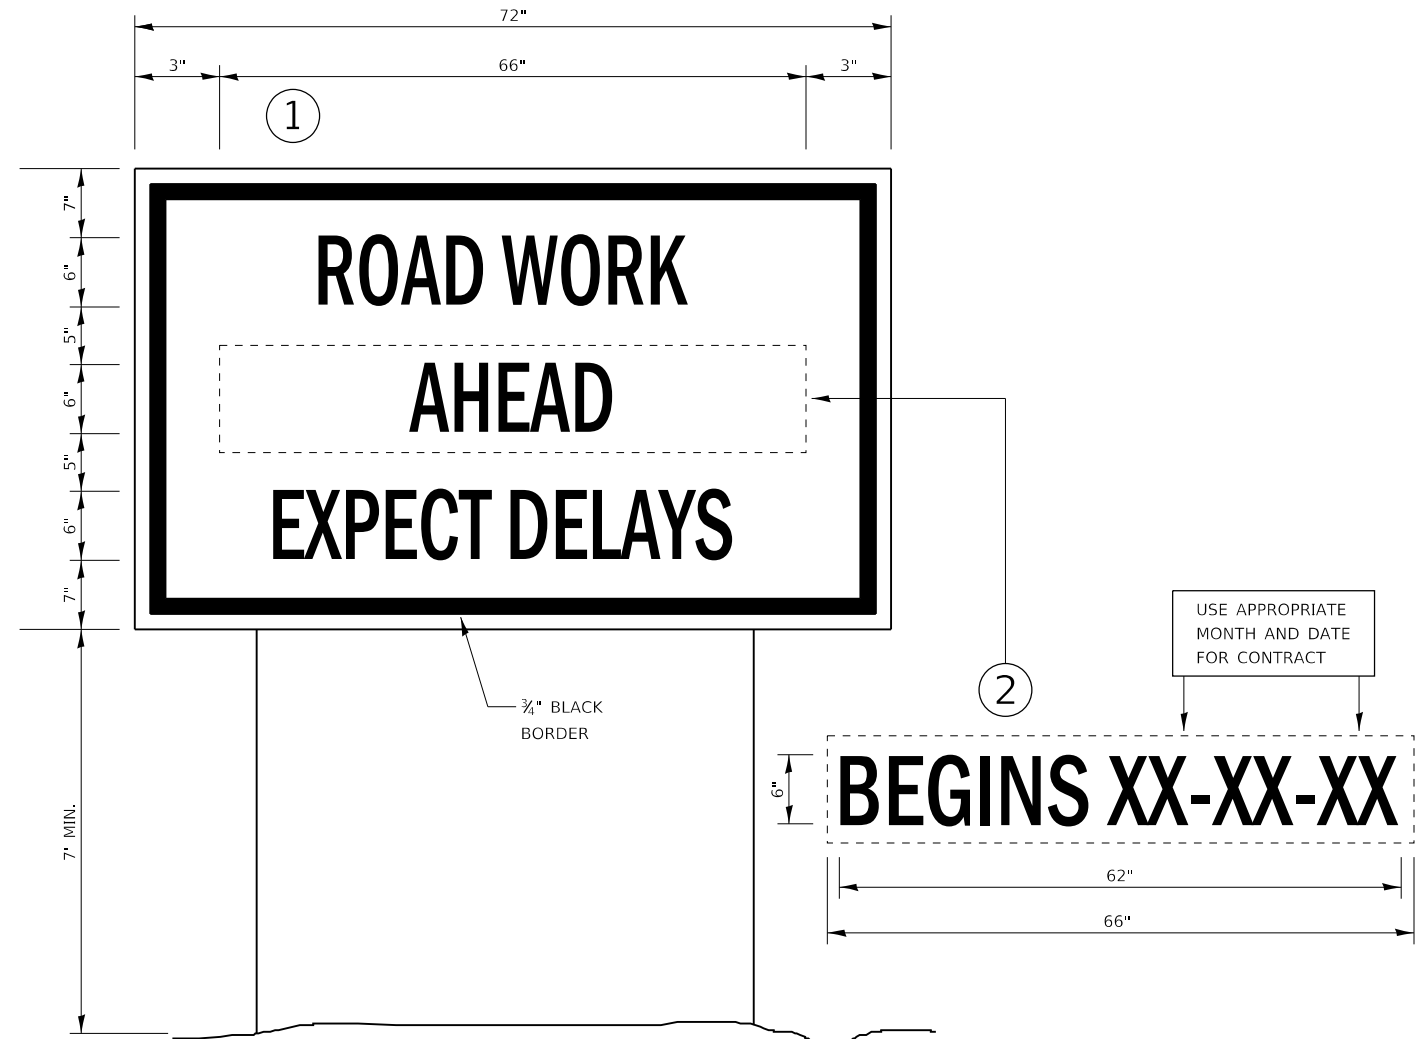 72"
3"
66"
3"
1
7"
6"
5"
6"
5"
6"
7"
ROAD WORK
AHEAD
EXPECT DELAYS
¾" BLACK
BORDER
7' MIN.
2
USE APPROPRIATE
MONTH AND DATE
FOR CONTRACT
6"
BEGINS XX-XX-XX
62"
66"